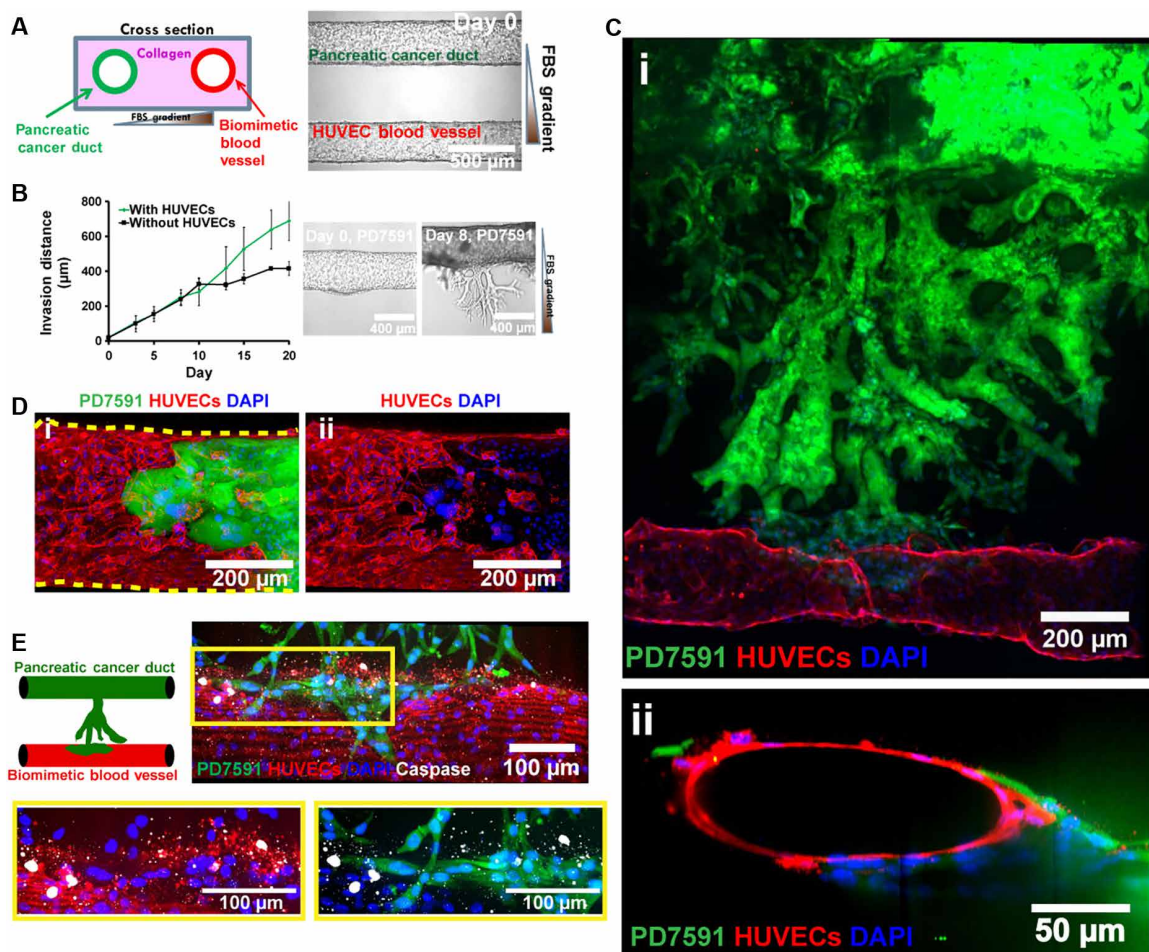 A
Cross section
Collagen
FBS gradient
Pancreatic
cancer duct
Biomimetic
blood
vessel
Day 0
Pancreatic cancer duct
HUVEC blood vessel
500 µm
FBS gradient
B
800
600
400
200
0
Invasion distance
(µm)
With HUVECs
Without HUVECs
0
5
10
15
20
Day
Day 0, PD7591
400 µm
Day 8, PD7591
400 µm
FBS gradient
C
i
200 µm
PD7591 HUVECs DAPI
ii
50 µm
PD7591 HUVECs DAPI
D
PD7591 HUVECs DAPI
i
200 µm
HUVECs DAPI
ii
200 µm
E
Pancreatic cancer duct
Biomimetic blood vessel
100 µm
PD7591 HUVECs DAPI Caspase
100 µm
100 µm